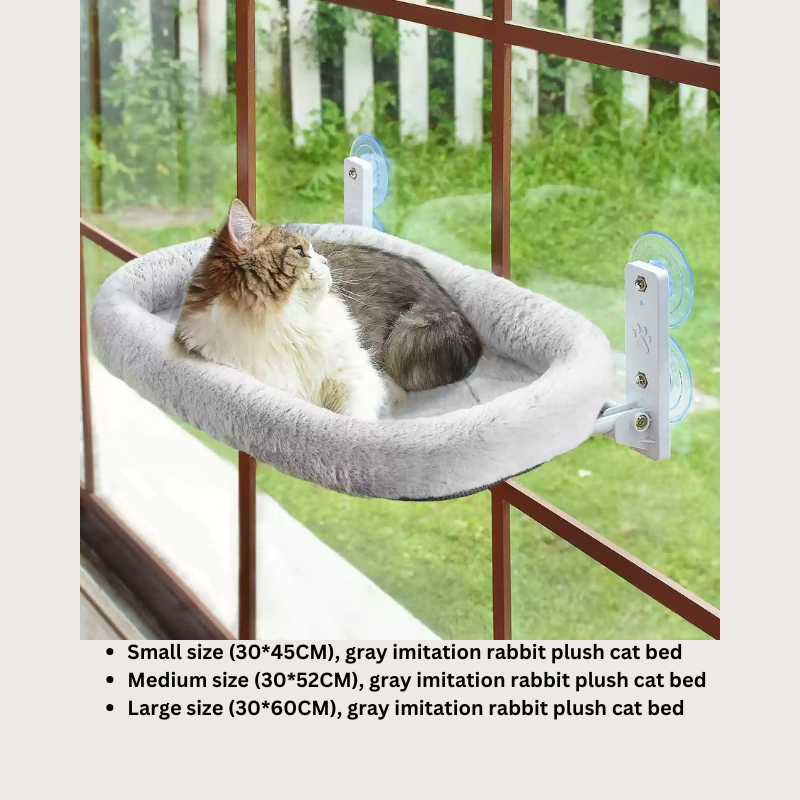 • Small size (30*45CM), gray imitation rabbit plush cat bed
• Medium size (30*52CM), gray imitation rabbit plush cat bed
• Large size (30*60CM), gray imitation rabbit plush cat bed